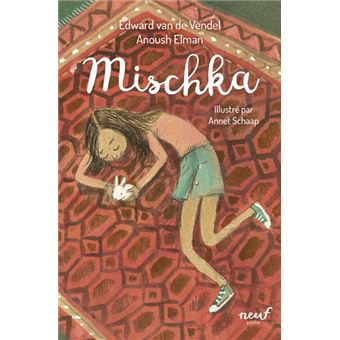 Edward van de Vendel
Anoush Elman
Mischka
Illustré par
Annet Schaap
neuf
poche